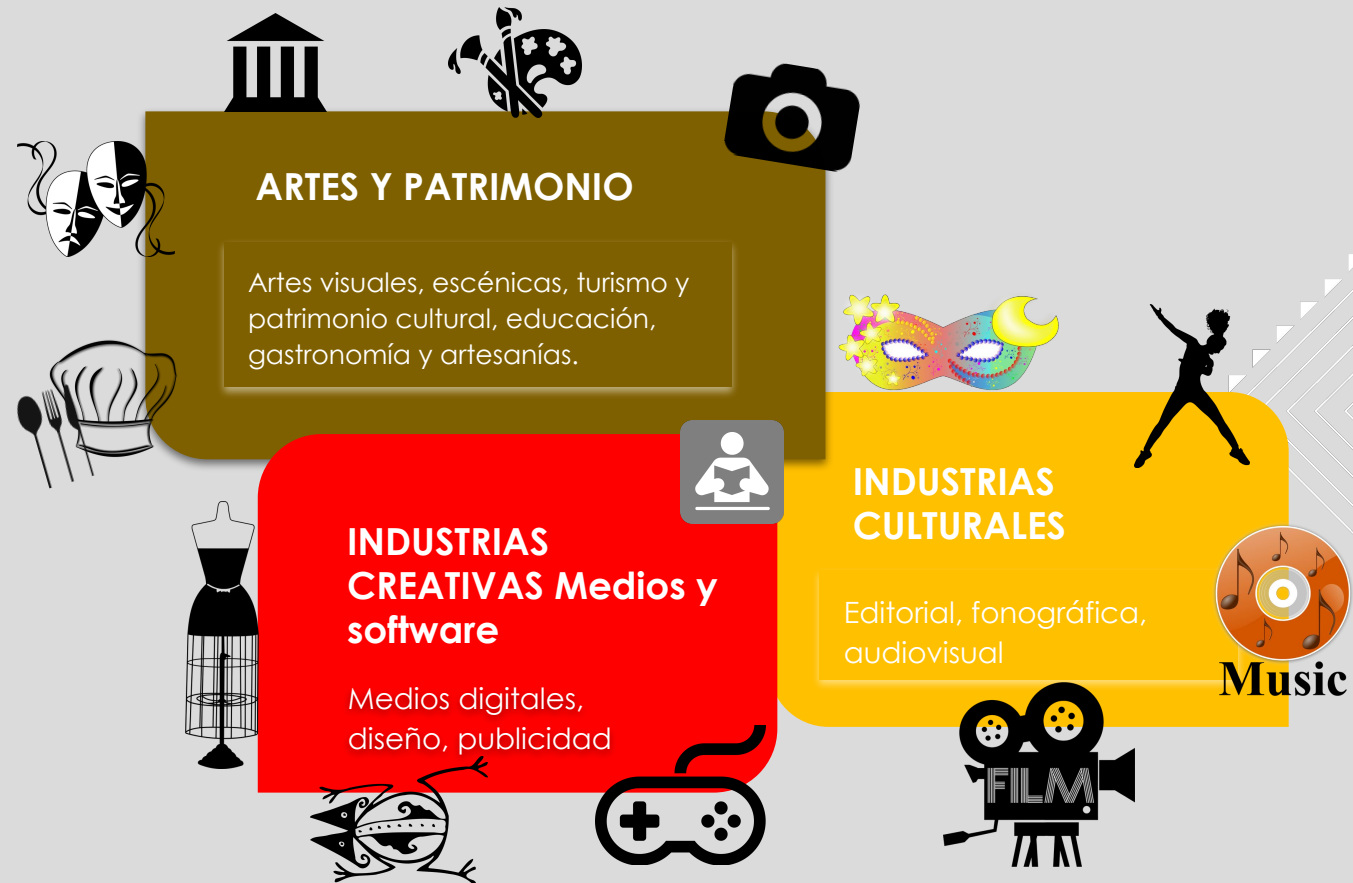 ARTES Y PATRIMONIO
Artes visuales, escénicas, turismo y
patrimonio cultural, educación,
gastronomía y artesanías.
INDUSTRIAS
CREATIVAS Medios y
software
Medios digitales,
diseño, publicidad
INDUSTRIAS
CULTURALES
Editorial, fonográfica,
audiovisual
Music
FILM